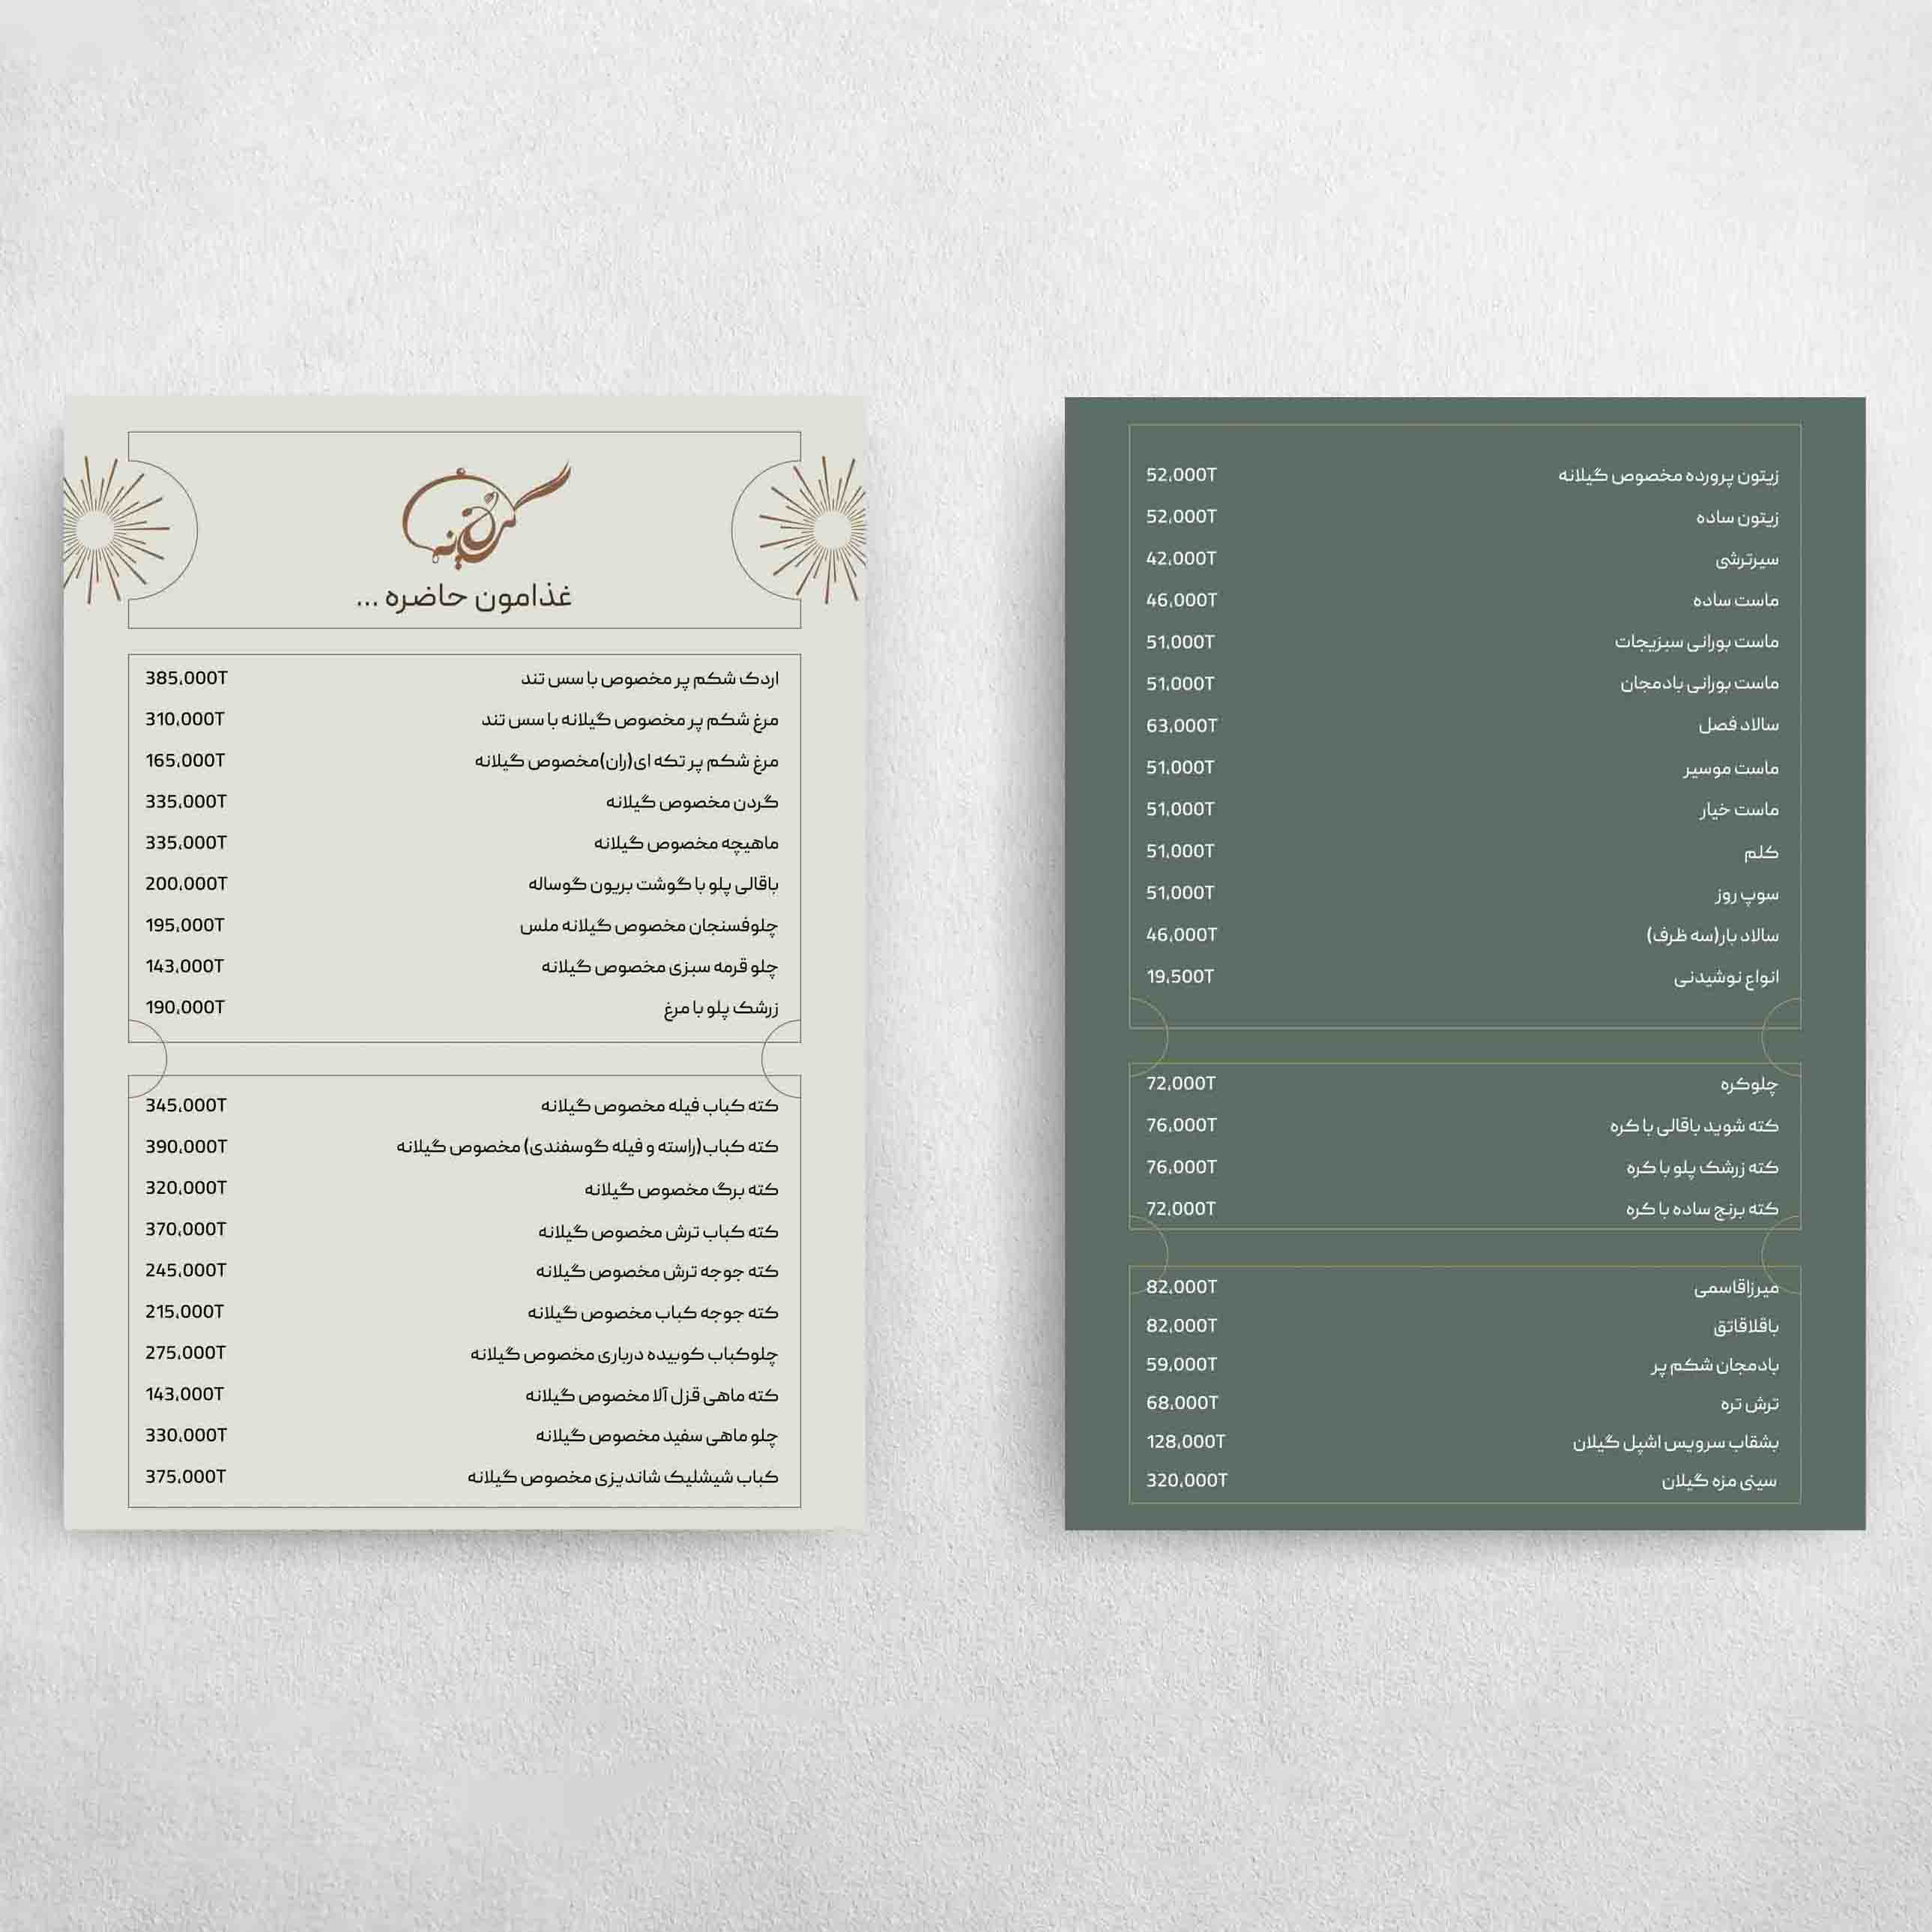 گیلانه
غذامون حاضره ...
اردک شکم پر مخصوص با سس تند 385,000T
مرغ شکم پر مخصوص گیلانه با سس تند 310,000T
مرغ شکم پر تکه ای(ران)مخصوص گیلانه 165,000T
گردن مخصوص گیلانه 335,000T
ماهیچه مخصوص گیلانه 335,000T
باقالی پلو با گوشت بریون گوساله 200,000T
چلوفسنجان مخصوص گیلانه ملس 195,000T
چلو قرمه سبزی مخصوص گیلانه 143,000T
زرشک پلو با مرغ 190,000T
کته کباب فیله مخصوص گیلانه 345,000T
کته کباب(راسته و فیله گوسفندی) مخصوص گیلانه 390,000T
کته برگ مخصوص گیلانه 320,000T
کته کباب ترش مخصوص گیلانه 370,000T
کته جوجه ترش مخصوص گیلانه 245,000T
کته جوجه کباب مخصوص گیلانه 215,000T
چلوکباب کوبیده درباری مخصوص گیلانه 275,000T
کته ماهی قزل آلا مخصوص گیلانه 143,000T
چلو ماهی سفید مخصوص گیلانه 330,000T
کباب شیشلیک شاندیزی مخصوص گیلانه 375,000T
زیتون پرورده مخصوص گیلانه 52,000T
زیتون ساده 52,000T
سیرترشی 42,000T
ماست ساده 46,000T
ماست بورانی سبزیجات 51,000T
ماست بورانی بادمجان 51,000T
سالاد فصل 63,000T
ماست موسیر 51,000T
ماست خیار 51,000T
کلم 51,000T
سوپ روز 51,000T
سالاد بار(سه ظرف) 46,000T
انواع نوشیدنی 19,500T
چلوکره 72,000T
کته شوید باقالی با کره 76,000T
کته زرشک پلو با کره 76,000T
کته برنج ساده با کره 72,000T
میرزاقاسمی 82,000T
باقلاقاتق 82,000T
بادمجان شکم پر 59,000T
ترش تره 68,000T
بشقاب سرویس اشپل گیلان 128,000T
سینی مزه گیلان 320,000T